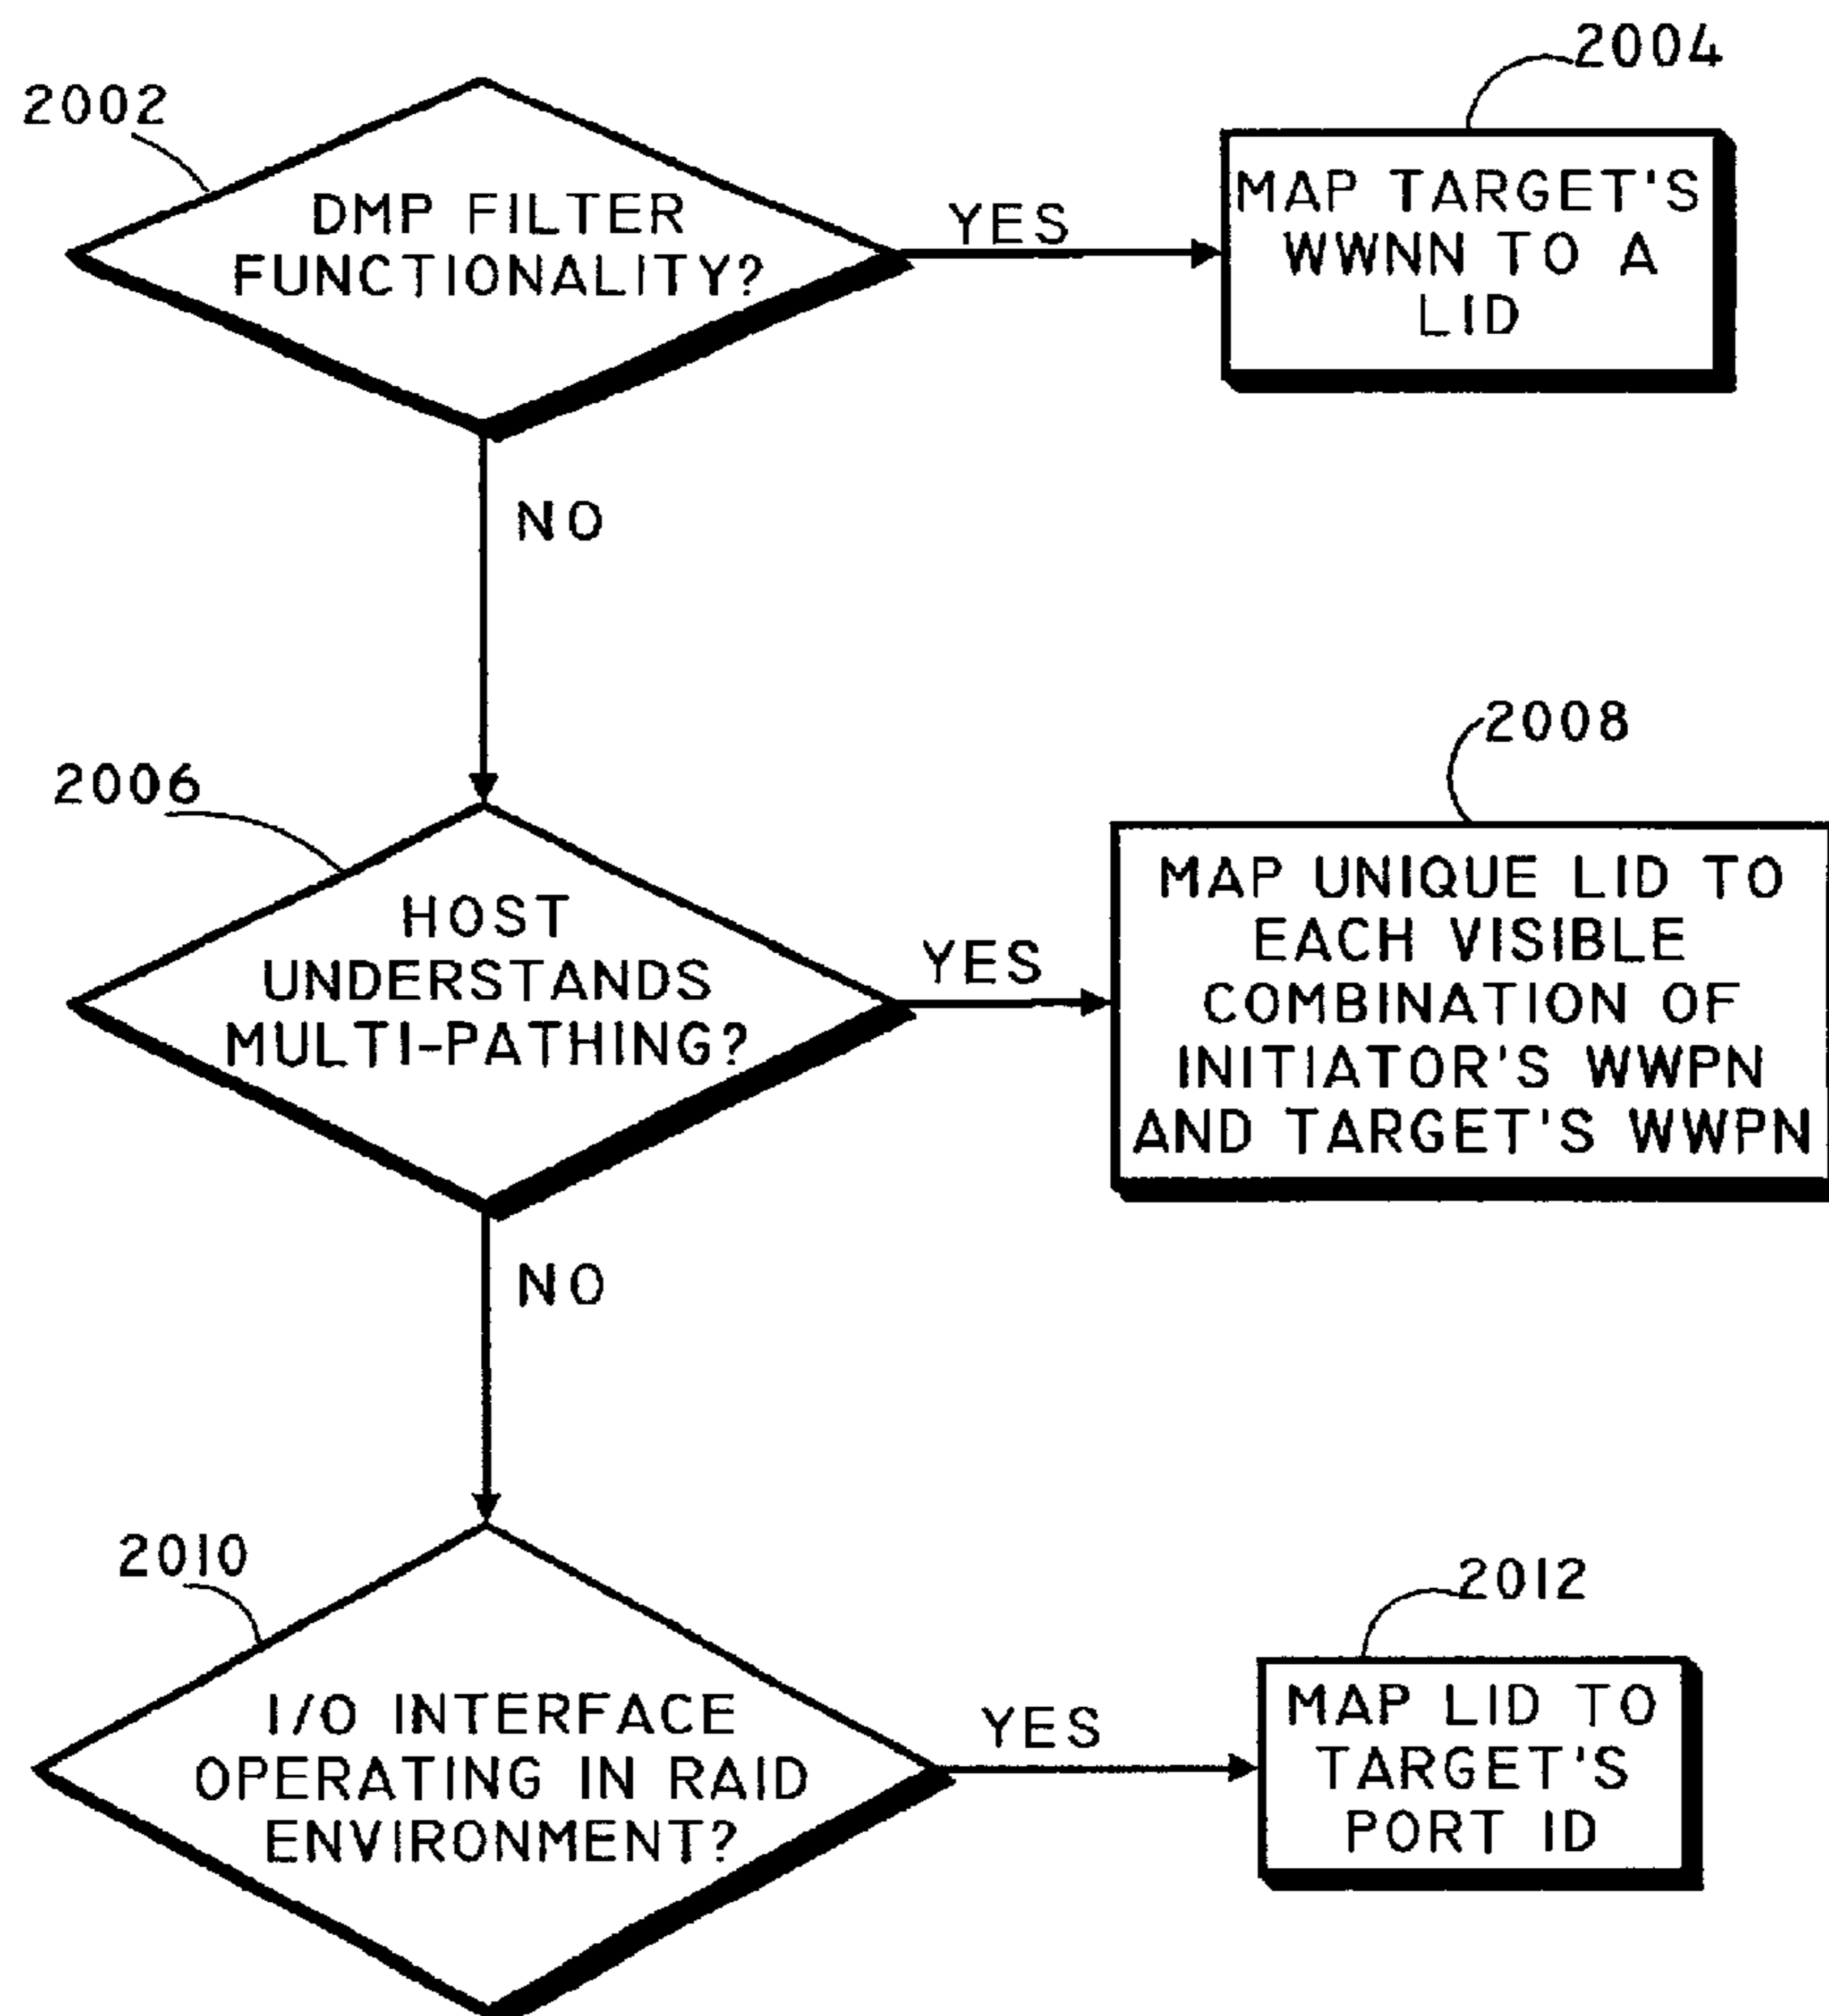 2002
DMP FILTER
FUNCTIONALITY?
YES
2004
MAP TARGET'S
WWNN TO A
LID
NO
2006
HOST
UNDERSTANDS
MULTI-PATHING?
YES
2008
MAP UNIQUE LID TO
EACH VISIBLE
COMBINATION OF
INITIATOR'S WWPN
AND TARGET'S WWPN
NO
2010
I/O INTERFACE
OPERATING IN RAID
ENVIRONMENT?
YES
2012
MAP LID TO
TARGET'S
PORT ID